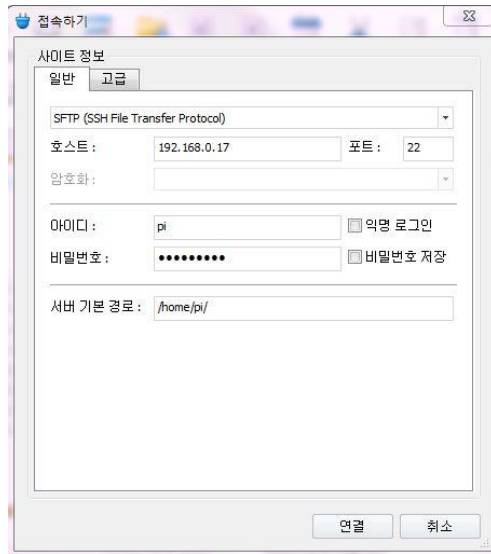 접속하기
사이트 정보
일반 고급
SFTP (SSH File Transfer Protocol)
호스트 : 192.168.0.17 포트 : 22
암호화 :
아이디 : pi 익명 로그인
비밀번호 : ●●●●●●●●● 비밀번호 저장
서버 기본 경로 : /home/pi/
연결 취소